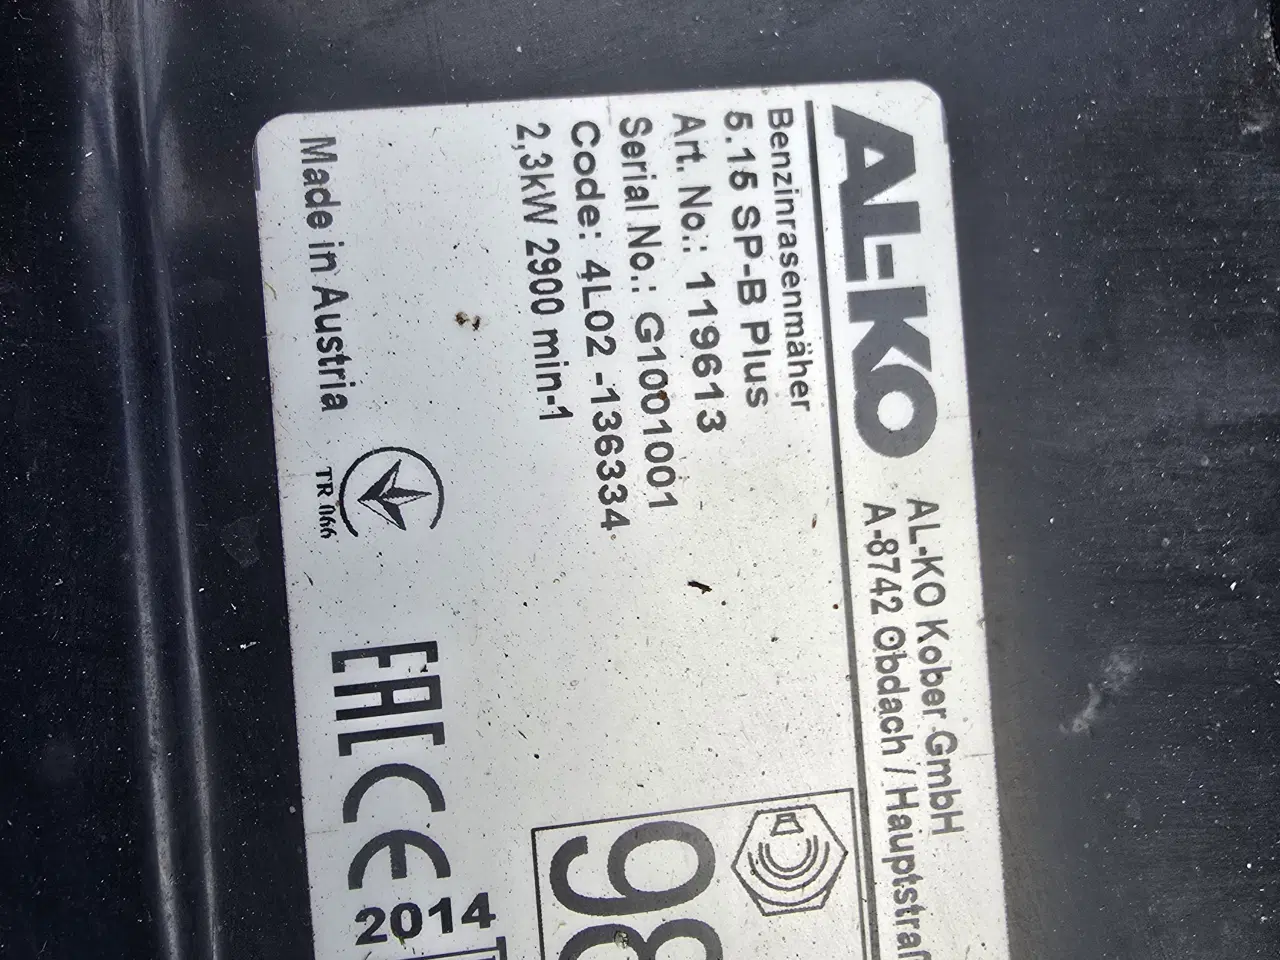 AL-KO
AL-KO Kober GmbH
A-8742 Obdach /
Benzinrasenmäher
5.15 SP-B Plus
Art. No.: 119613
Serial No.: G1001001
Code: 4L02 -136334
2,3kW 2900 min-1
Made in Austria
TR 066
EAC
CE
2014
98